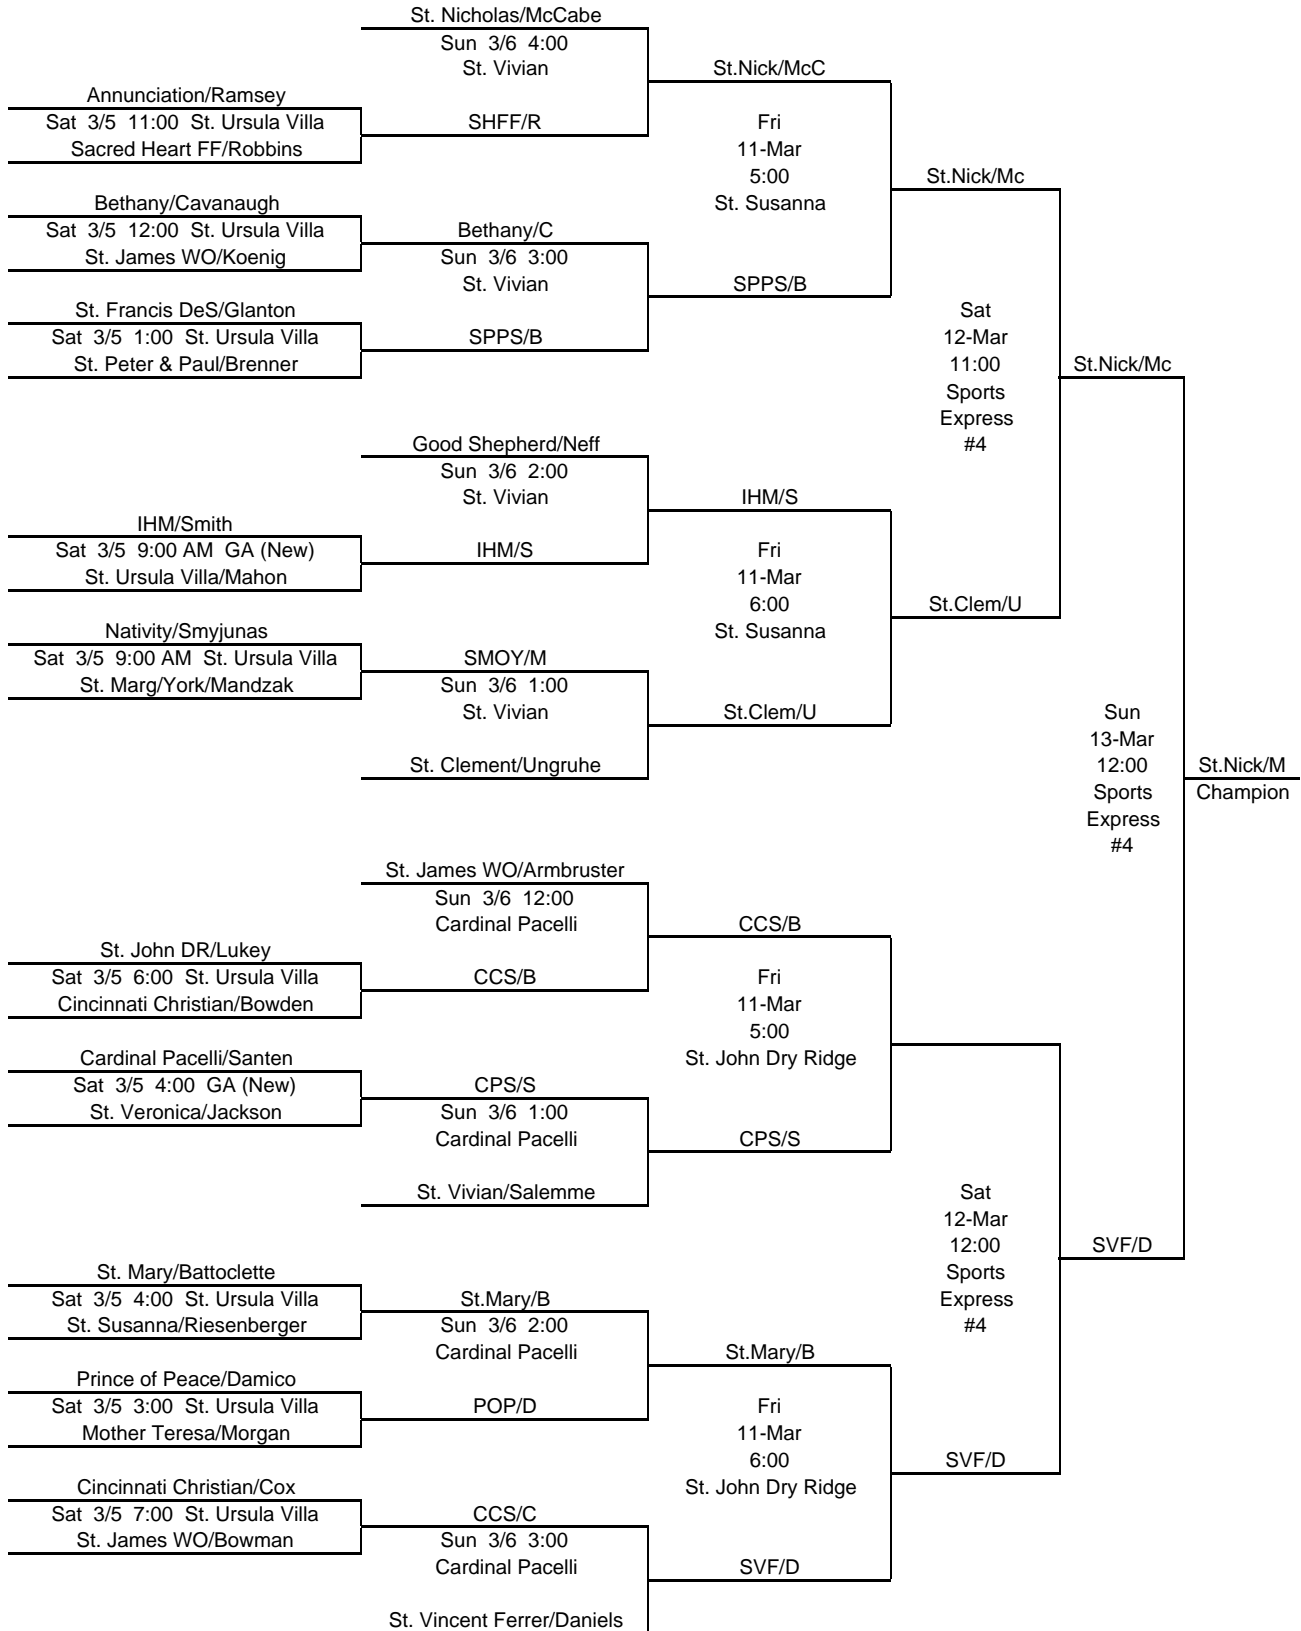 St. Nicholas/McCabe
Sun 3/6 4:00
St. Vivian
St.Nick/McC
Annunciation/Ramsey
Sat 3/5 11:00 St. Ursula Villa
SHFF/R
Sacred Heart FF/Robbins
Fri
11-Mar
5:00
St. Susanna
St.Nick/Mc
Bethany/Cavanaugh
Sat 3/5 12:00 St. Ursula Villa
Bethany/C
St. James WO/Koenig
Sun 3/6 3:00
St. Vivian
SPPS/B
St. Francis DeS/Glanton
Sat 3/5 1:00 St. Ursula Villa
SPPS/B
St. Peter & Paul/Brenner
Sat
12-Mar
11:00
Sports
Express
#4
St.Nick/Mc
Good Shepherd/Neff
Sun 3/6 2:00
St. Vivian
IHM/S
IHM/Smith
Sat 3/5 9:00 AM GA (New)
IHM/S
St. Ursula Villa/Mahon
Fri
11-Mar
6:00
St. Susanna
St.Clem/U
Nativity/Smyjunas
Sat 3/5 9:00 AM St. Ursula Villa
SMOY/M
St. Marg/York/Mandzak
Sun 3/6 1:00
St. Vivian
St.Clem/U
St. Clement/Ungruhe
Sun
13-Mar
12:00
Sports
Express
#4
St.Nick/M
Champion
St. James WO/Armbruster
Sun 3/6 12:00
Cardinal Pacelli
CCS/B
St. John DR/Lukey
Sat 3/5 6:00 St. Ursula Villa
CCS/B
Cincinnati Christian/Bowden
Fri
11-Mar
5:00
St. John Dry Ridge
Cardinal Pacelli/Santen
Sat 3/5 4:00 GA (New)
CPS/S
St. Veronica/Jackson
Sun 3/6 1:00
Cardinal Pacelli
CPS/S
St. Vivian/Salemme
Sat
12-Mar
12:00
Sports
Express
#4
SVF/D
St. Mary/Battoclette
Sat 3/5 4:00 St. Ursula Villa
St.Mary/B
St. Susanna/Riesenberger
Sun 3/6 2:00
Cardinal Pacelli
St.Mary/B
Prince of Peace/Damico
Sat 3/5 3:00 St. Ursula Villa
POP/D
Mother Teresa/Morgan
Fri
11-Mar
6:00
St. John Dry Ridge
SVF/D
Cincinnati Christian/Cox
Sat 3/5 7:00 St. Ursula Villa
CCS/C
St. James WO/Bowman
Sun 3/6 3:00
Cardinal Pacelli
SVF/D
St. Vincent Ferrer/Daniels